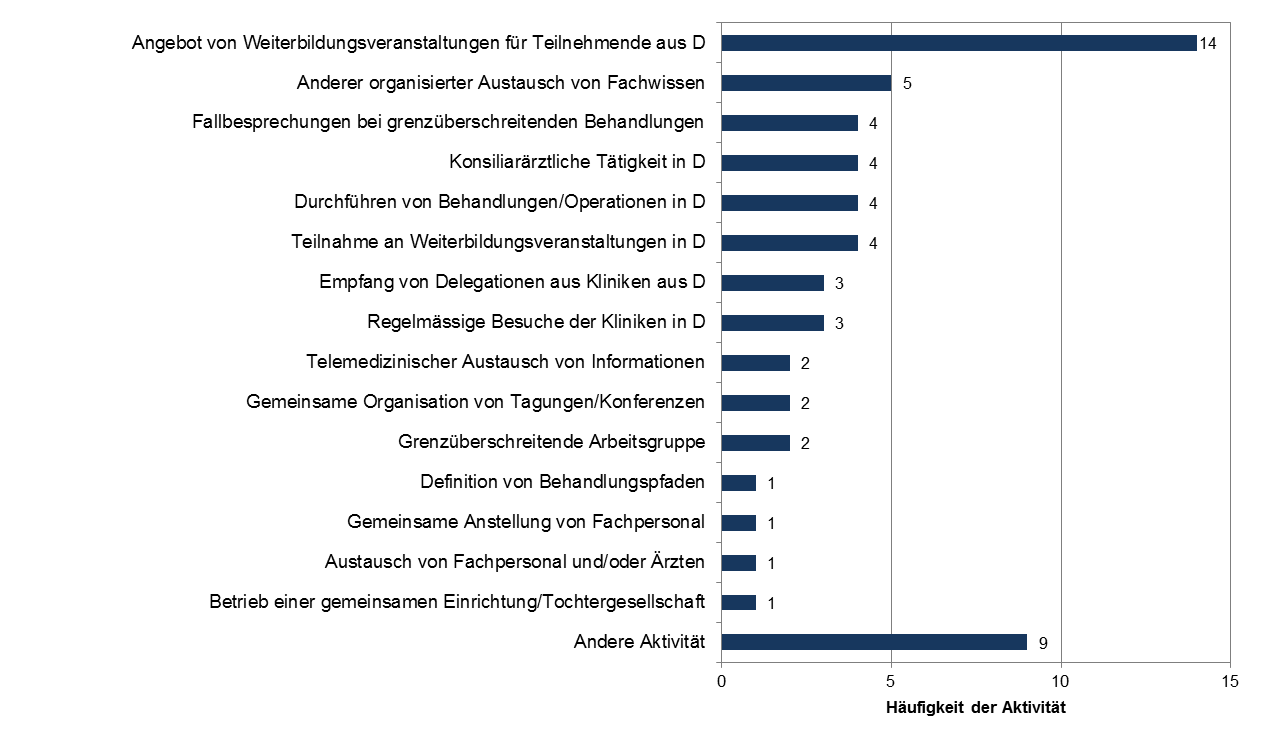 Angebot von Weiterbildungsveranstaltungen für Teilnehmende aus D 14
Anderer organisierter Austausch von Fachwissen 5
Fallbesprechungen bei grenzüberschreitenden Behandlungen 4
Konsiliarärztliche Tätigkeit in D 4
Durchführen von Behandlungen/Operationen in D 4
Teilnahme an Weiterbildungsveranstaltungen in D 4
Empfang von Delegationen aus Kliniken aus D 3
Regelmässige Besuche der Kliniken in D 3
Telemedizinischer Austausch von Informationen 2
Gemeinsame Organisation von Tagungen/Konferenzen 2
Grenzüberschreitende Arbeitsgruppe 2
Definition von Behandlungspfaden 1
Gemeinsame Anstellung von Fachpersonal 1
Austausch von Fachpersonal und/oder Ärzten 1
Betrieb einer gemeinsamen Einrichtung/Tochtergesellschaft 1
Andere Aktivität 9
0 5 10 15
Häufigkeit der Aktivität